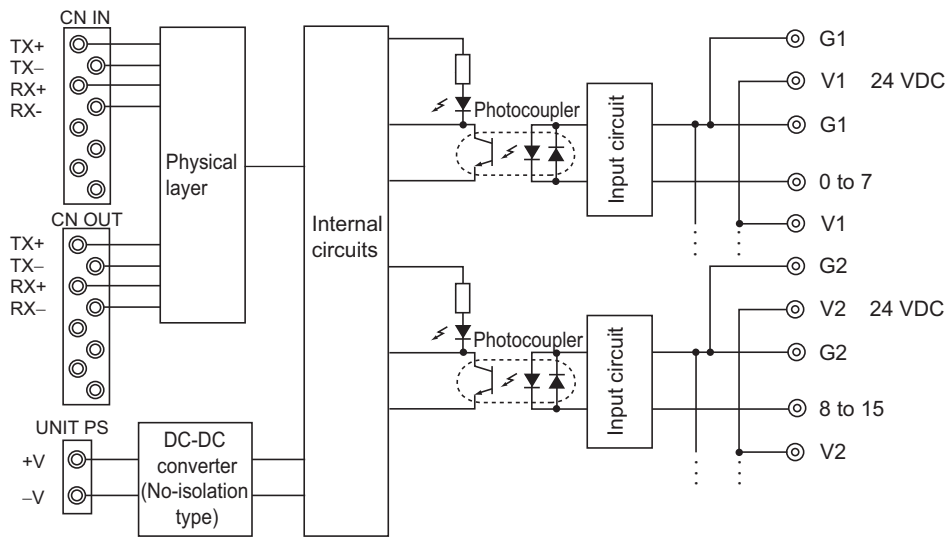 CN IN
TX+
TX−
RX+
RX-
Physical
layer
CN OUT
TX+
TX−
RX+
RX−
UNIT PS
+V
−V
DC-DC
converter
(No-isolation
type)
Internal
circuits
Photocoupler
Input circuit
G1
V1 24 VDC
G1
0 to 7
V1
Photocoupler
Input circuit
G2
V2 24 VDC
G2
8 to 15
V2